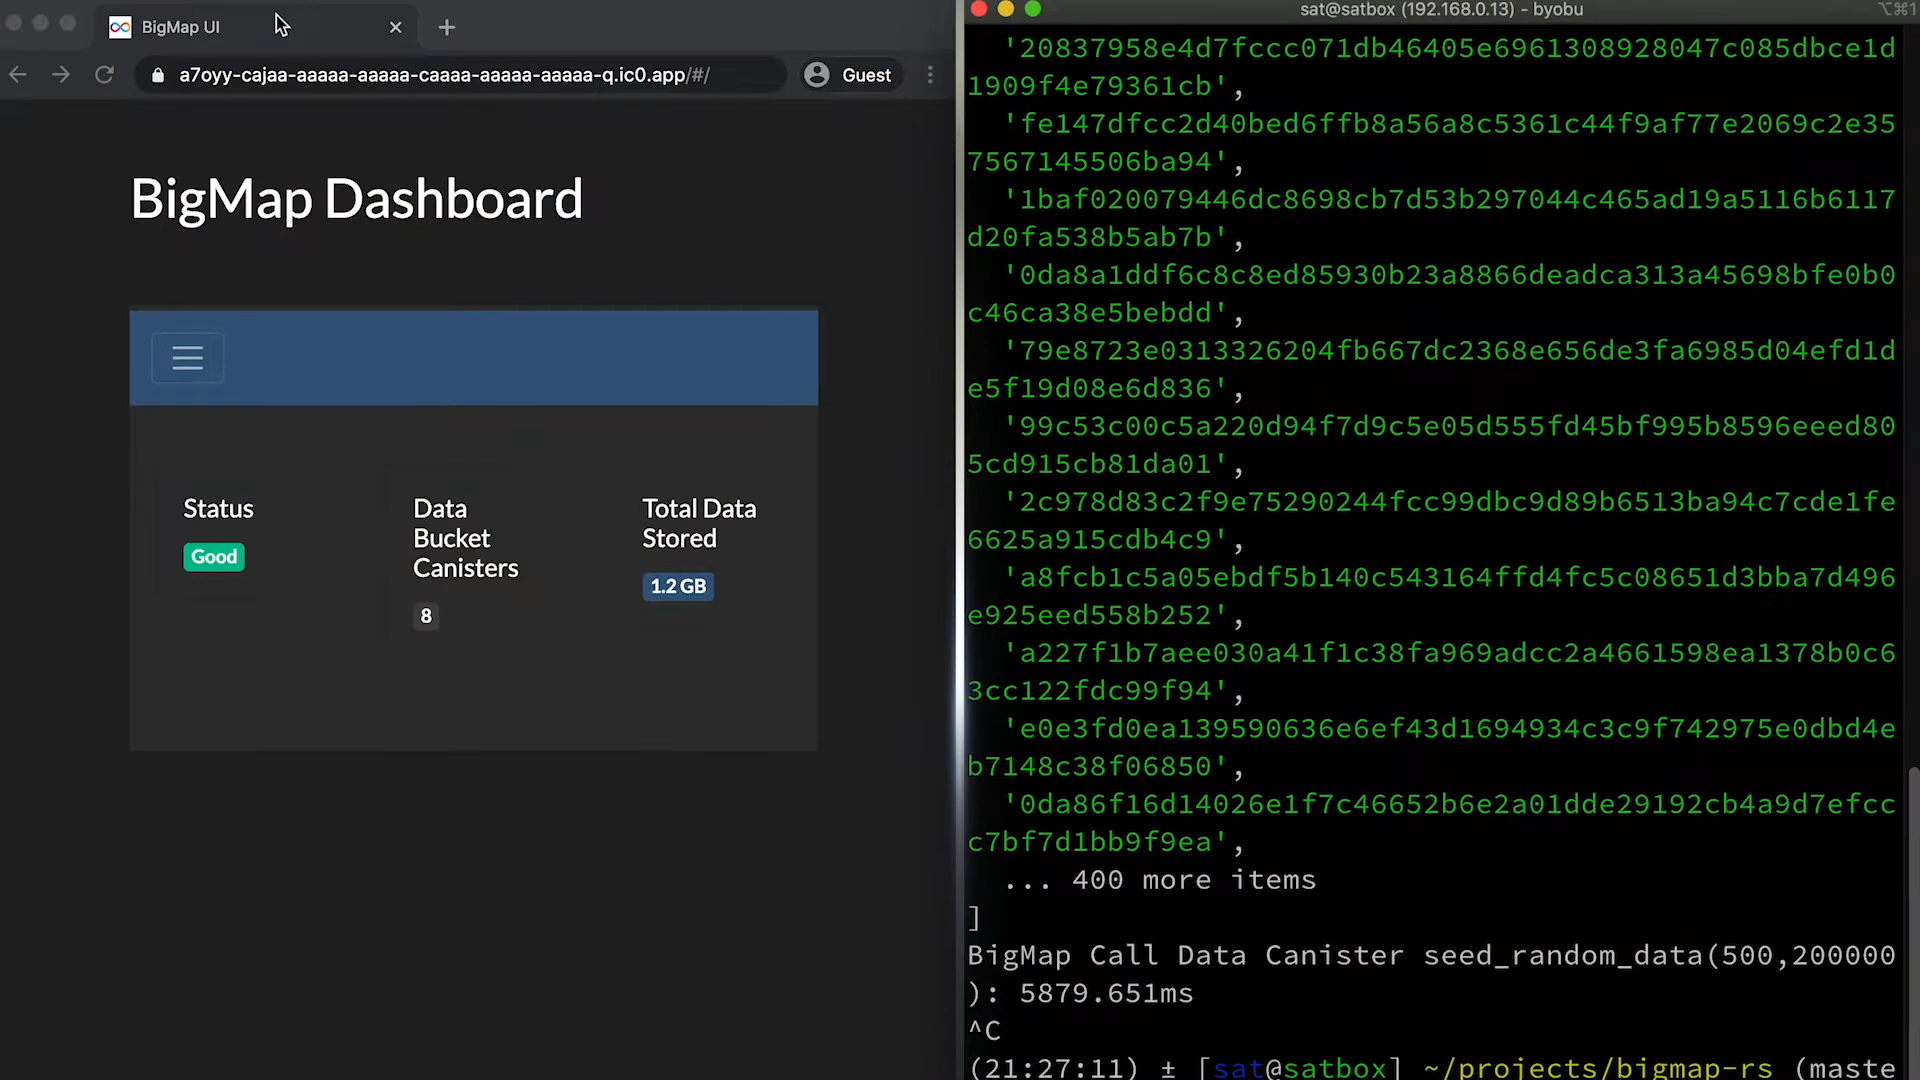 BigMap UI
a7oyy-cajaa-aaaaa-aaaaa-caaaa-aaaaa-aaaaa-q.ic0.app/#/
Guest
BigMap Dashboard
Status
Good
Data
Bucket
Canisters
8
Total Data
Stored
1.2 GB
sat@satbox (192.168.0.13) - byobu
⌥⌘1
'20837958e4d7fccc071db46405e6961308928047c085dbce1d
1909f4e79361cb',
'fe147dfcc2d40bed6ffb8a56a8c5361c44f9af77e2069c2e35
7567145506ba94',
'1baf020079446dc8698cb7d53b297044c465ad19a5116b6117
d20fa538b5ab7b',
'0da8a1ddf6c8c8ed85930b23a8866deadca313a45698bfe0b0
c46ca38e5bebdd',
'79e8723e0313326204fb667dc2368e656de3fa6985d04efd1d
e5f19d08e6d836',
'99c53c00c5a220d94f7d9c5e05d555fd45bf995b8596eeed80
5cd915cb81da01',
'2c978d83c2f9e75290244fcc99dbc9d89b6513ba94c7cde1fe
6625a915cdb4c9',
'a8fcb1c5a05ebdf5b140c543164ffd4fc5c08651d3bba7d496
e925eed558b252',
'a227f1b7aee030a41f1c38fa969adcc2a4661598ea1378b0c6
3cc122fdc99f94',
'e0e3fd0ea139590636e6ef43d1694934c3c9f742975e0dbd4e
b7148c38f06850',
'0da86f16d14026e1f7c46652b6e2a01dde29192cb4a9d7efcc
c7bf7d1bb9f9ea',
... 400 more items
]
BigMap Call Data Canister seed_random_data(500,200000
): 5879.651ms
^C
(21:27:11) ± [sat@satbox] ~/projects/bigmap-rs (maste